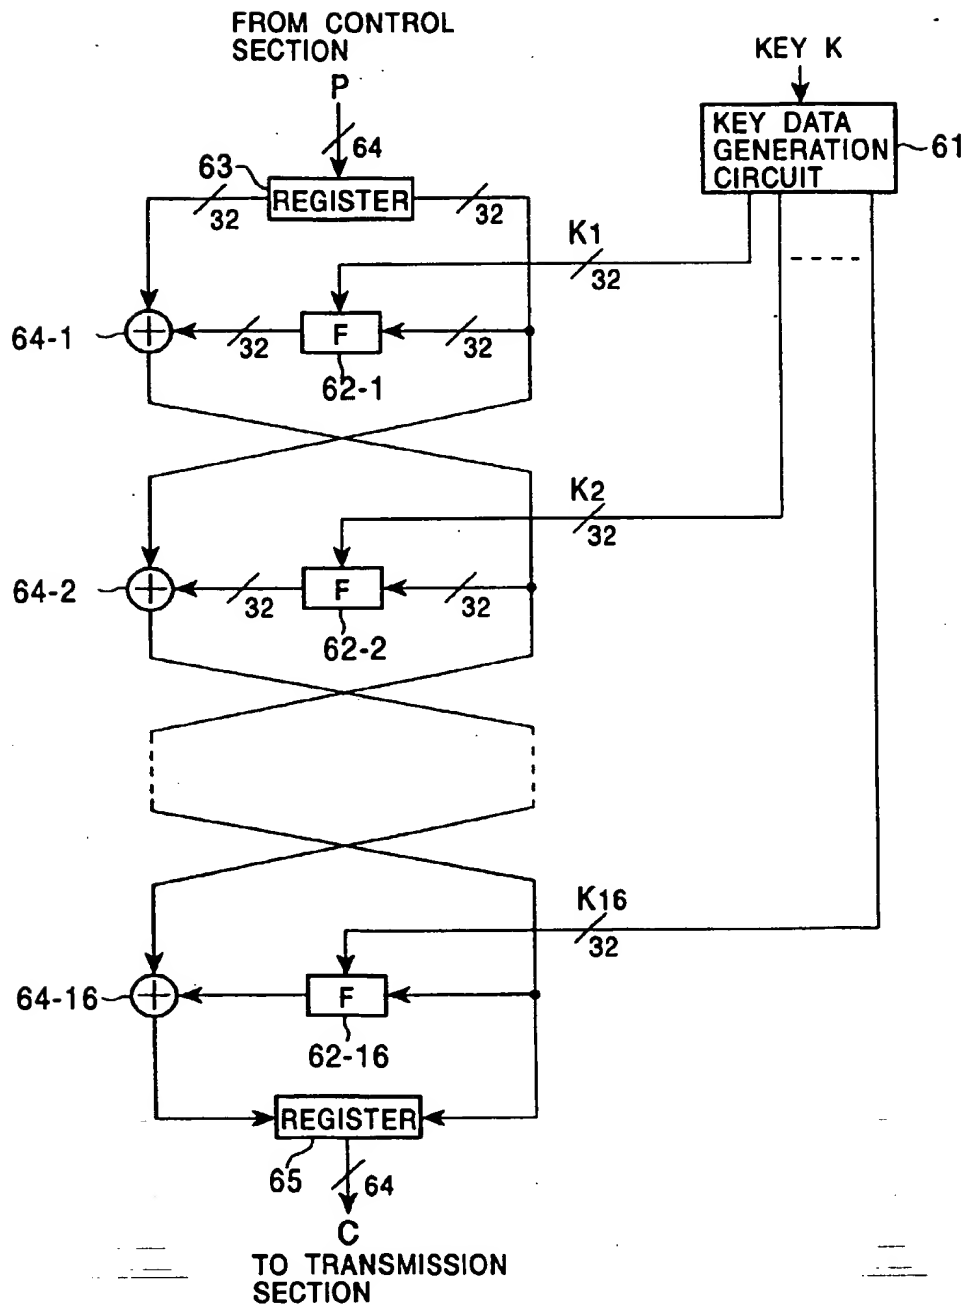 FROM CONTROL
SECTION
P
64
KEY K
KEY DATA
GENERATION
CIRCUIT
61
63
REGISTER
32
32
K1
32
64-1
32
F
32
62-1
K2
32
64-2
32
F
32
62-2
K16
32
64-16
F
62-16
REGISTER
65
64
C
TO TRANSMISSION
SECTION